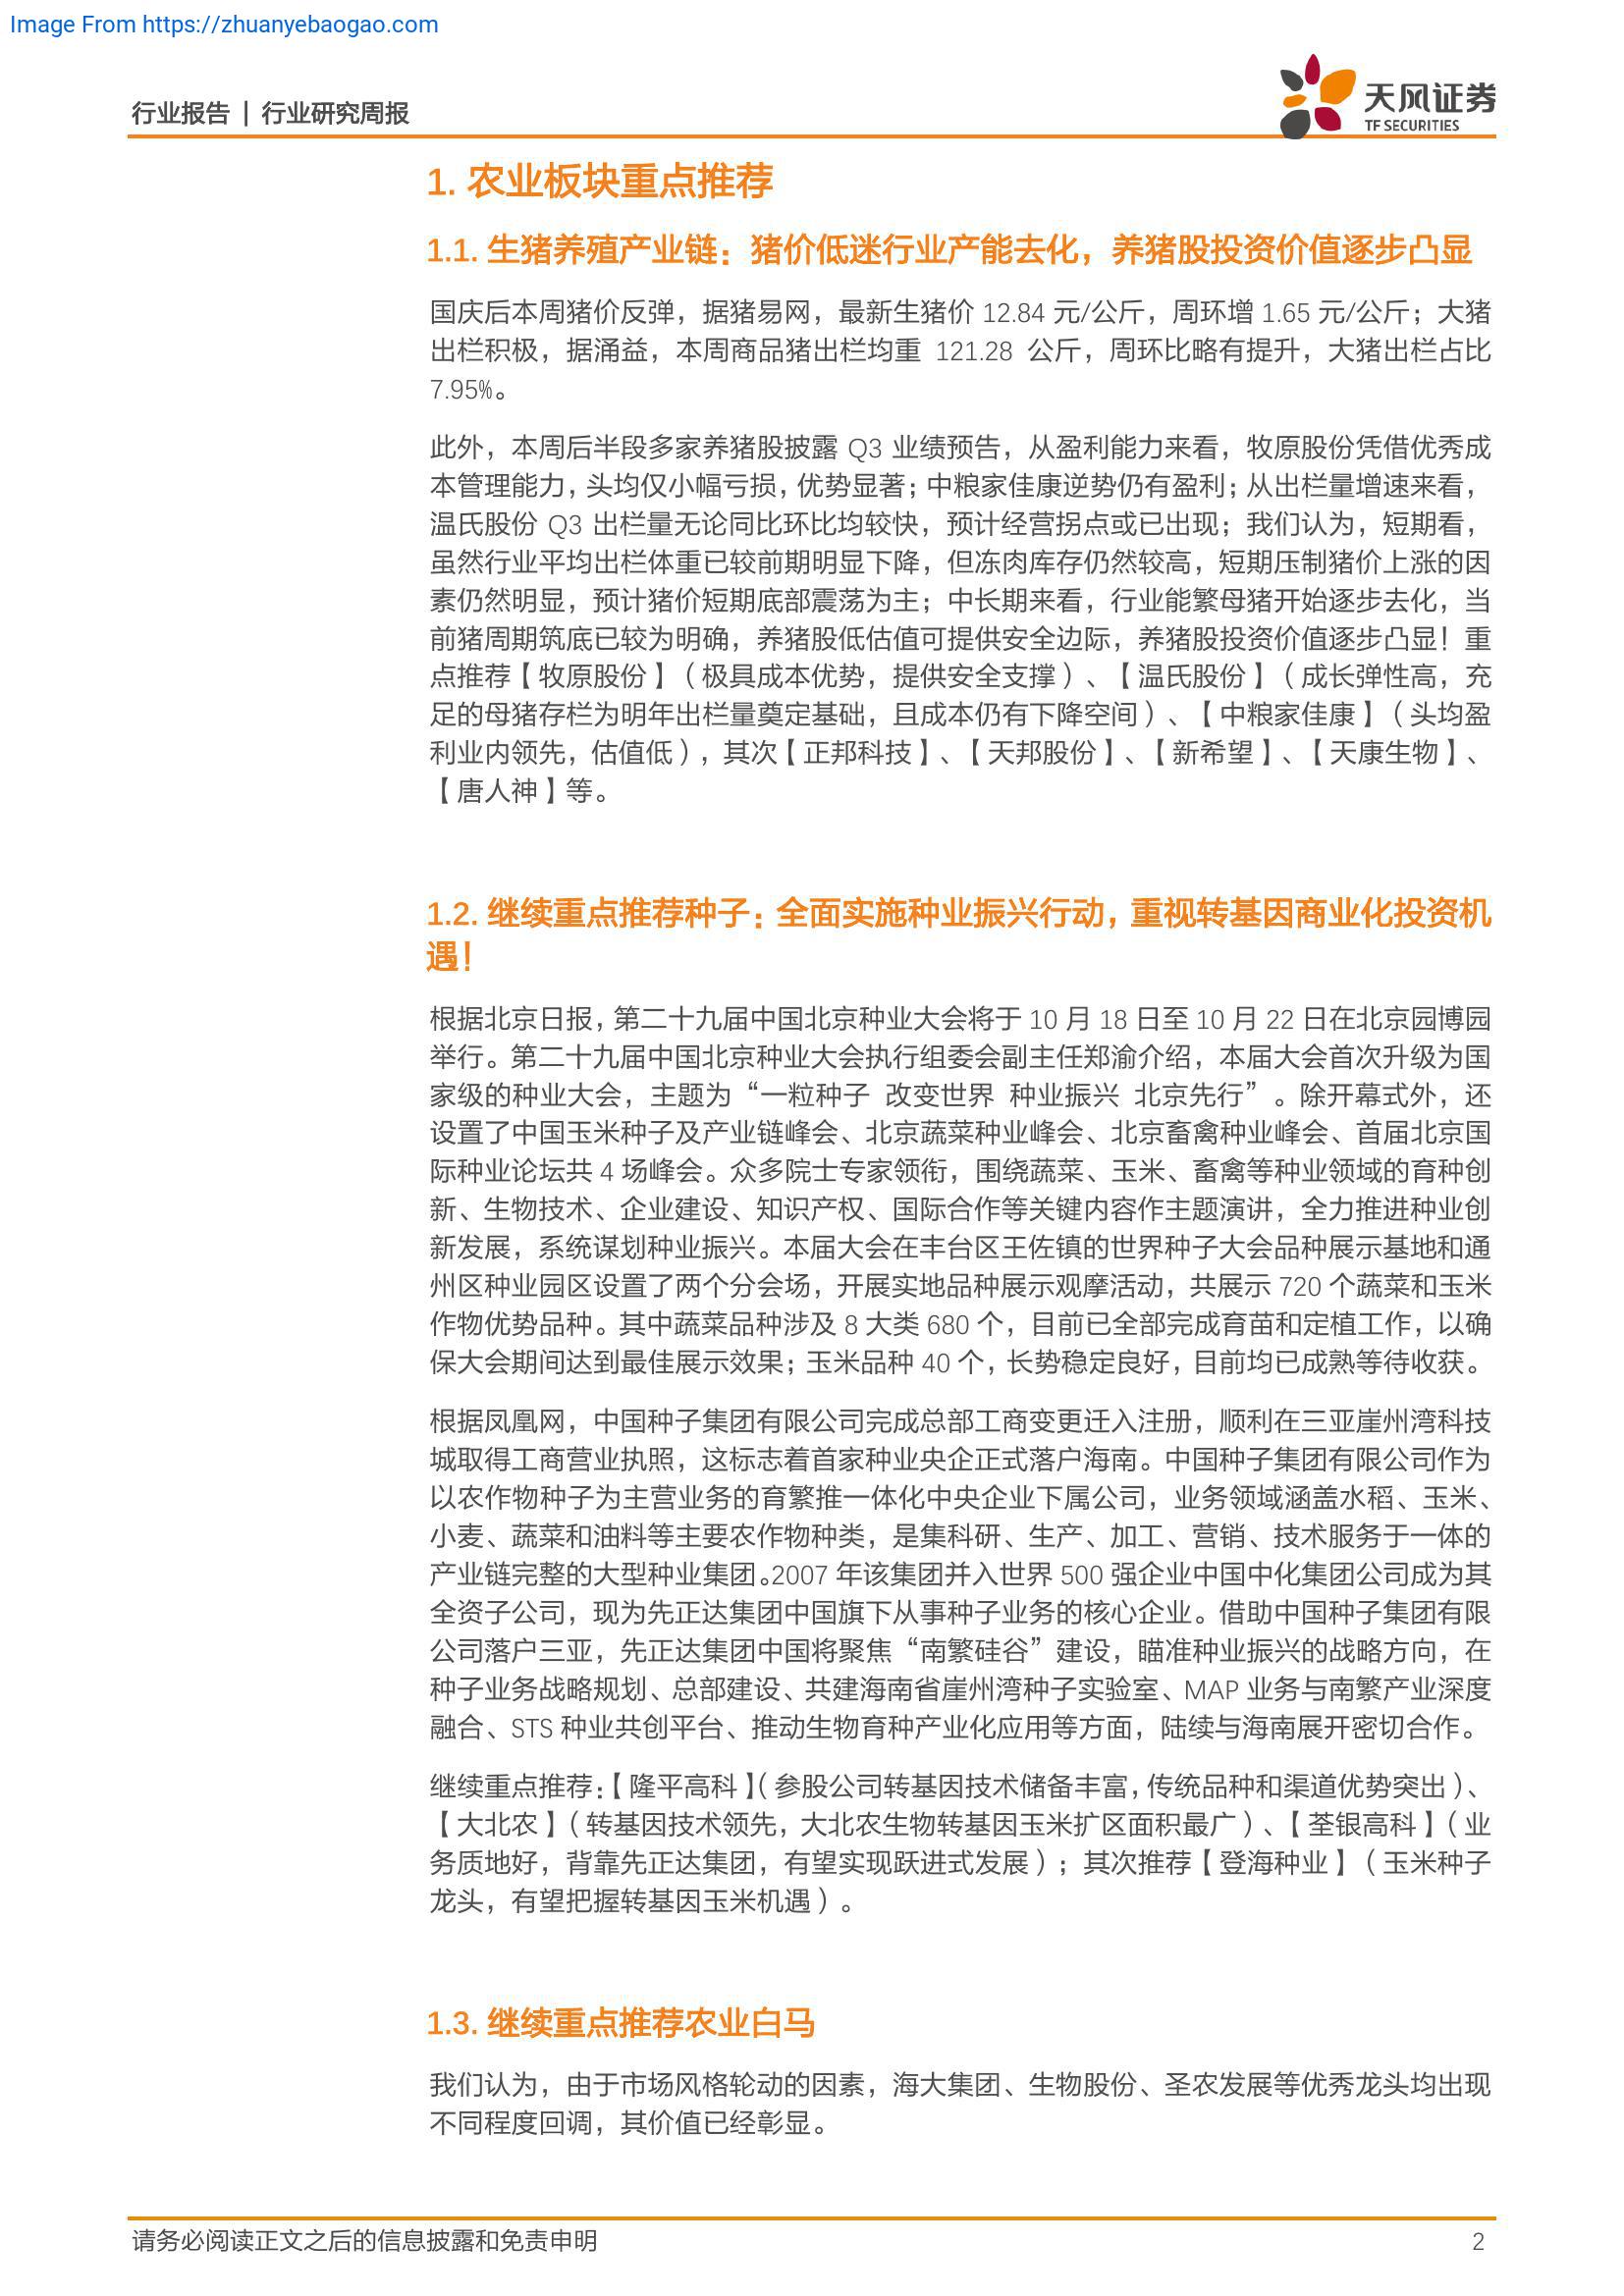 Image From https://zhuanyebaogao.com
行业报告 | 行业研究周报
天风证券
TF SECURITIES
1. 农业板块重点推荐
1.1. 生猪养殖产业链：猪价低迷行业产能去化，养猪股投资价值逐步凸显
国庆后本周猪价反弹，据猪易网，最新生猪价 12.84 元/公斤，周环增 1.65 元/公斤；大猪
出栏积极，据涌益，本周商品猪出栏均重 121.28 公斤，周环比略有提升，大猪出栏占比
7.95%。
此外，本周后半段多家养猪股披露 Q3 业绩预告，从盈利能力来看，牧原股份凭借优秀成
本管理能力，头均仅小幅亏损，优势显著；中粮家佳康逆势仍有盈利；从出栏量增速来看，
温氏股份 Q3 出栏量无论同比环比均较快，预计经营拐点或已出现；我们认为，短期看，
虽然行业平均出栏体重已较前期明显下降，但冻肉库存仍然较高，短期压制猪价上涨的因
素仍然明显，预计猪价短期底部震荡为主；中长期来看，行业能繁母猪开始逐步去化，当
前猪周期筑底已较为明确，养猪股低估值可提供安全边际，养猪股投资价值逐步凸显！重
点推荐【牧原股份】（极具成本优势，提供安全支撑）、【温氏股份】（成长弹性高，充
足的母猪存栏为明年出栏量奠定基础，且成本仍有下降空间）、【中粮家佳康】（头均盈
利业内领先，估值低），其次【正邦科技】、【天邦股份】、【新希望】、【天康生物】、
【唐人神】等。
1.2. 继续重点推荐种子：全面实施种业振兴行动，重视转基因商业化投资机
遇！
根据北京日报，第二十九届中国北京种业大会将于 10 月 18 日至 10 月 22 日在北京园博园
举行。第二十九届中国北京种业大会执行组委会副主任郑渝介绍，本届大会首次升级为国
家级的种业大会，主题为“一粒种子 改变世界 种业振兴 北京先行”。除开幕式外，还
设置了中国玉米种子及产业链峰会、北京蔬菜种业峰会、北京畜禽种业峰会、首届北京国
际种业论坛共 4 场峰会。众多院士专家领衔，围绕蔬菜、玉米、畜禽等种业领域的育种创
新、生物技术、企业建设、知识产权、国际合作等关键内容作主题演讲，全力推进种业创
新发展，系统谋划种业振兴。本届大会在丰台区王佐镇的世界种子大会品种展示基地和通
州区种业园区设置了两个分会场，开展实地品种展示观摩活动，共展示 720 个蔬菜和玉米
作物优势品种。其中蔬菜品种涉及 8 大类 680 个，目前已全部完成育苗和定植工作，以确
保大会期间达到最佳展示效果；玉米品种 40 个，长势稳定良好，目前均已成熟等待收获。
根据凤凰网，中国种子集团有限公司完成总部工商变更迁入注册，顺利在三亚崖州湾科技
城取得工商营业执照，这标志着首家种业央企正式落户海南。中国种子集团有限公司作为
以农作物种子为主营业务的育繁推一体化中央企业下属公司，业务领域涵盖水稻、玉米、
小麦、蔬菜和油料等主要农作物种类，是集科研、生产、加工、营销、技术服务于一体的
产业链完整的大型种业集团。2007 年该集团并入世界 500 强企业中国中化集团公司成为其
全资子公司，现为先正达集团中国旗下从事种子业务的核心企业。借助中国种子集团有限
公司落户三亚，先正达集团中国将聚焦“南繁硅谷”建设，瞄准种业振兴的战略方向，在
种子业务战略规划、总部建设、共建海南省崖州湾种子实验室、MAP 业务与南繁产业深度
融合、STS 种业共创平台、推动生物育种产业化应用等方面，陆续与海南展开密切合作。
继续重点推荐：【隆平高科】（参股公司转基因技术储备丰富，传统品种和渠道优势突出）、
【大北农】（转基因技术领先，大北农生物转基因玉米扩区面积最广）、【荃银高科】（业
务质地好，背靠先正达集团，有望实现跃进式发展）；其次推荐【登海种业】（玉米种子
龙头，有望把握转基因玉米机遇）。
1.3. 继续重点推荐农业白马
我们认为，由于市场风格轮动的因素，海大集团、生物股份、圣农发展等优秀龙头均出现
不同程度回调，其价值已经彰显。
请务必阅读正文之后的信息披露和免责申明
2